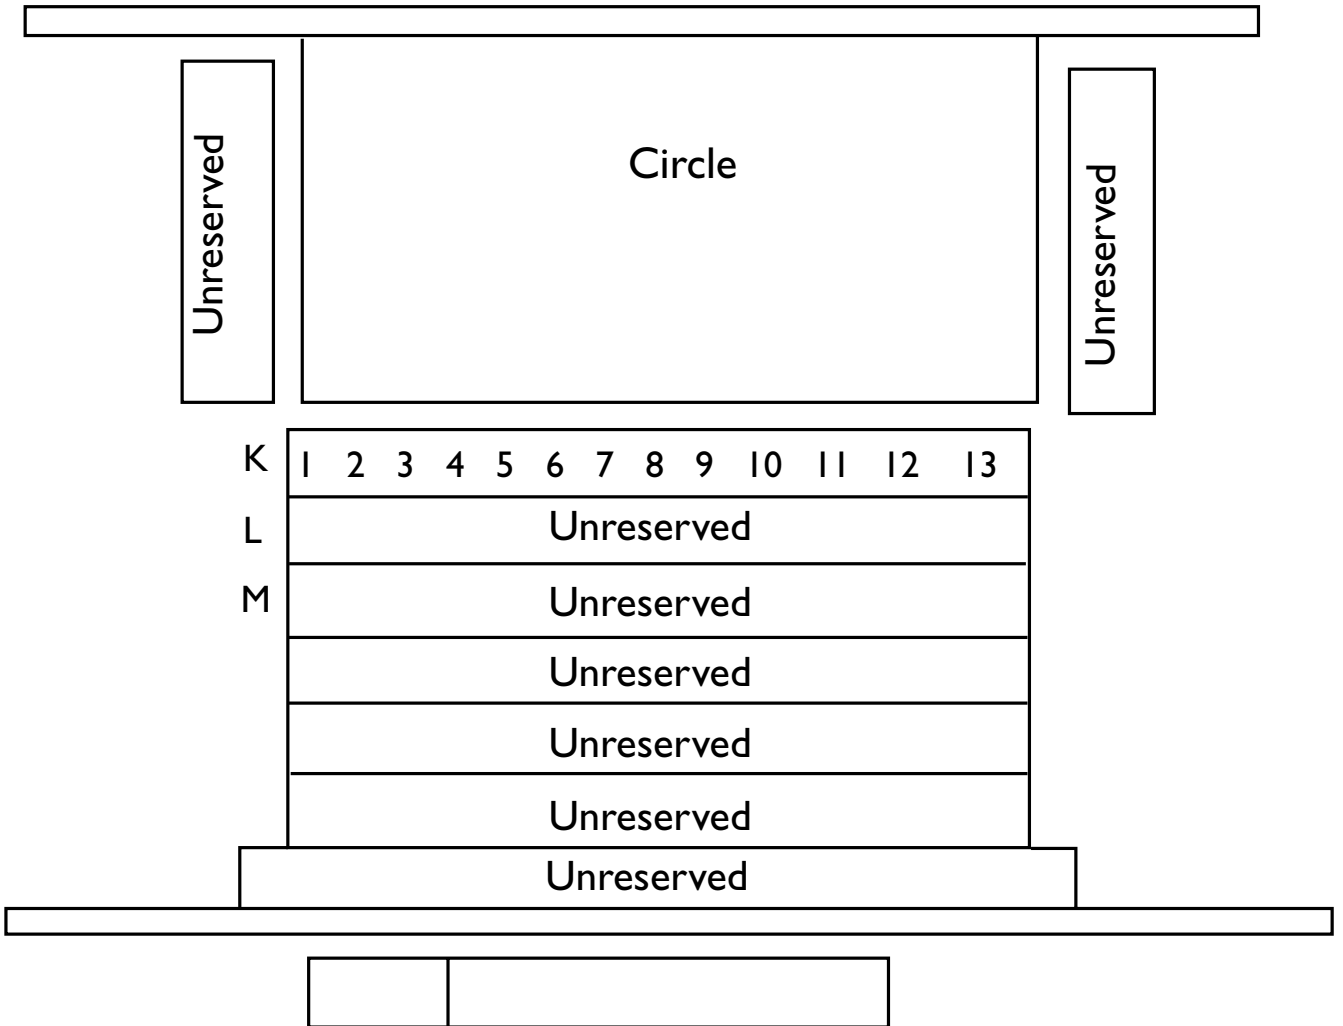 Circle
Unreserved
Unreserved
K 1 2 3 4 5 6 7 8 9 10 11 12 13
L Unreserved
M Unreserved
Unreserved
Unreserved
Unreserved
Unreserved